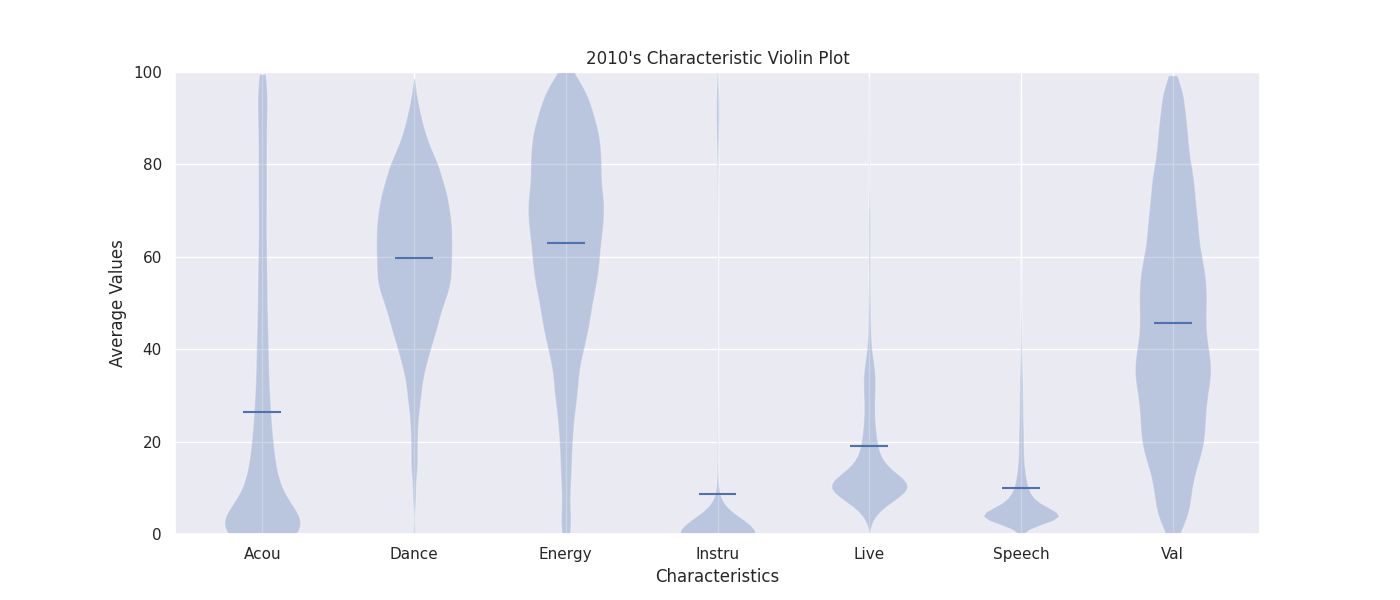 2010's Characteristic Violin Plot
Average Values
100
80
60
40
20
0
Acou Dance Energy Instru Live Speech Val
Characteristics